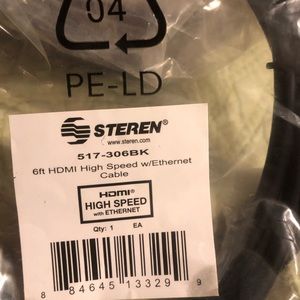 04
PE-LD
STEREN®
www.steren.com
517-306BK
6ft HDMI High Speed w/Ethernet
Cable
HDMI®
HIGH SPEED
with ETHERNET
Qty: 1 EA
8 84645 13329 9